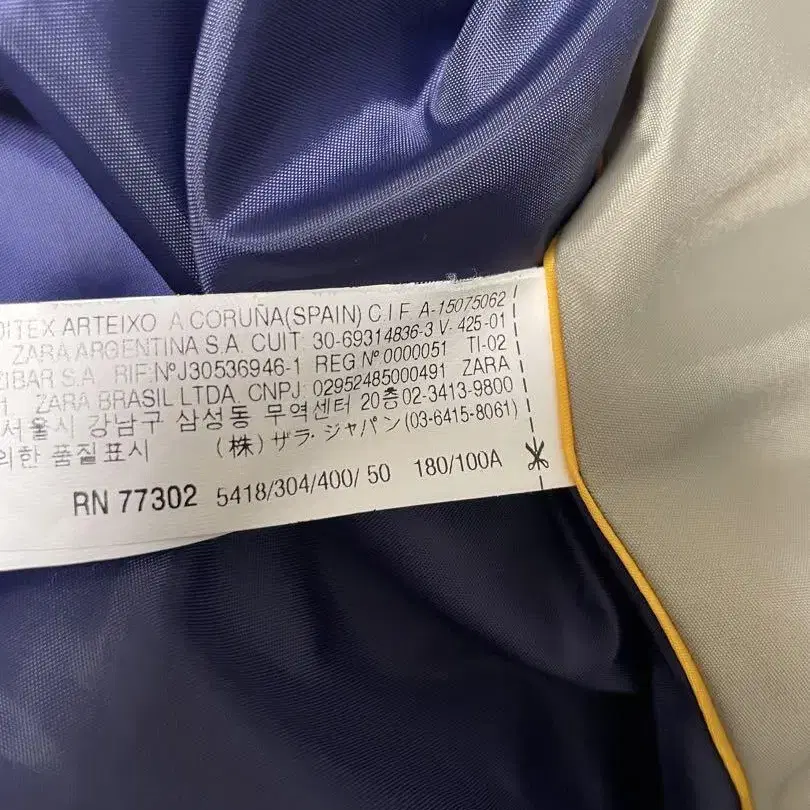 DITEX ARTEIXO A CORUÑA(SPAIN) C.I F A-15075062
ZARA ARGENTINA S.A. CUIT: 30-69314836-3 V- 425-01
ZIBAR S.A. RIF:NºJ30536946-1 REG Nº 0000051 TI-02
ZARA BRASIL LTDA. CNPJ: 02952485000491 ZARA
서울시 강남구 삼성동 무역센터 20층 02-3413-9800
의한 품질표시 (株) ザラ・ジャパン (03-6415-8061)
RN 77302 5418/304/400/ 50 180/100A